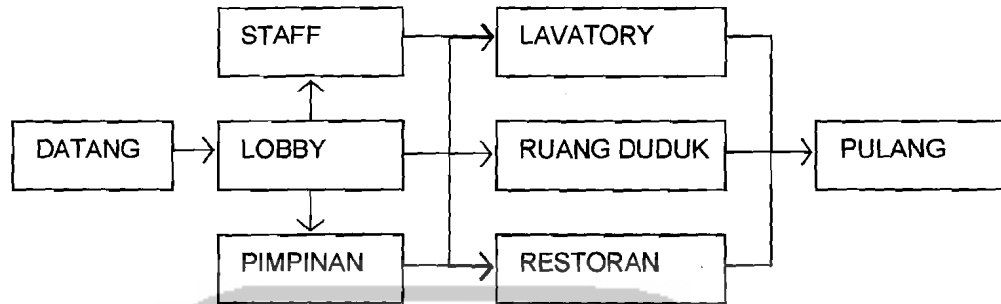 STAFF
LAVATORY
DATANG
LOBBY
RUANG DUDUK
PULANG
PIMPINAN
RESTORAN